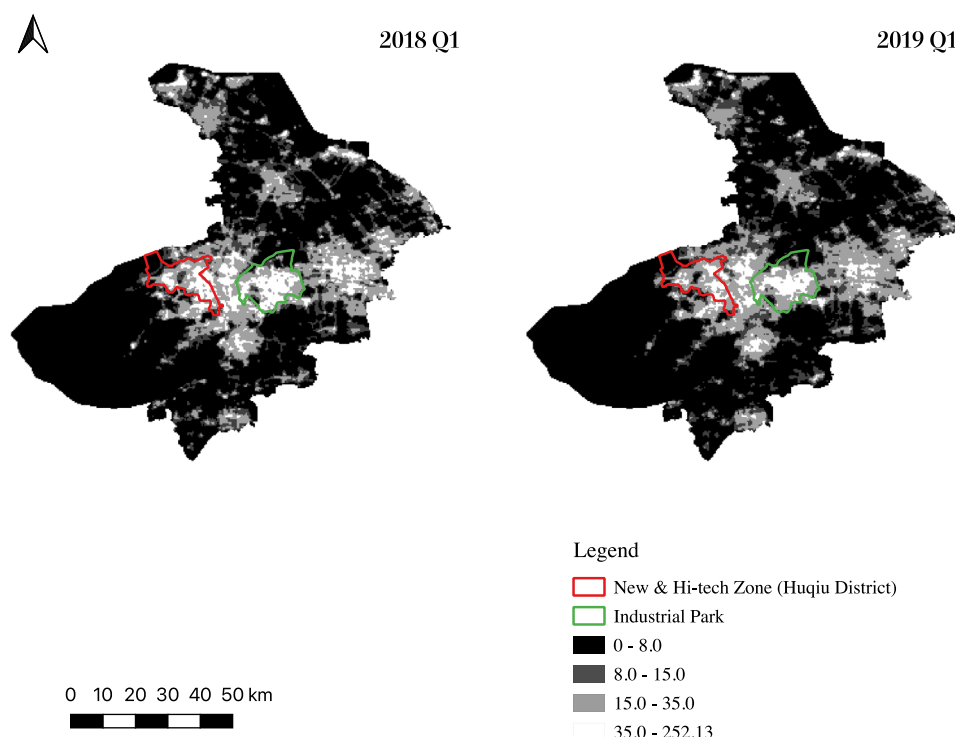 2018 Q1
2019 Q1
Legend
New & Hi-tech Zone (Huqiu District)
Industrial Park
0 - 8.0
8.0 - 15.0
15.0 - 35.0
35.0 - 252.13
0 10 20 30 40 50 km